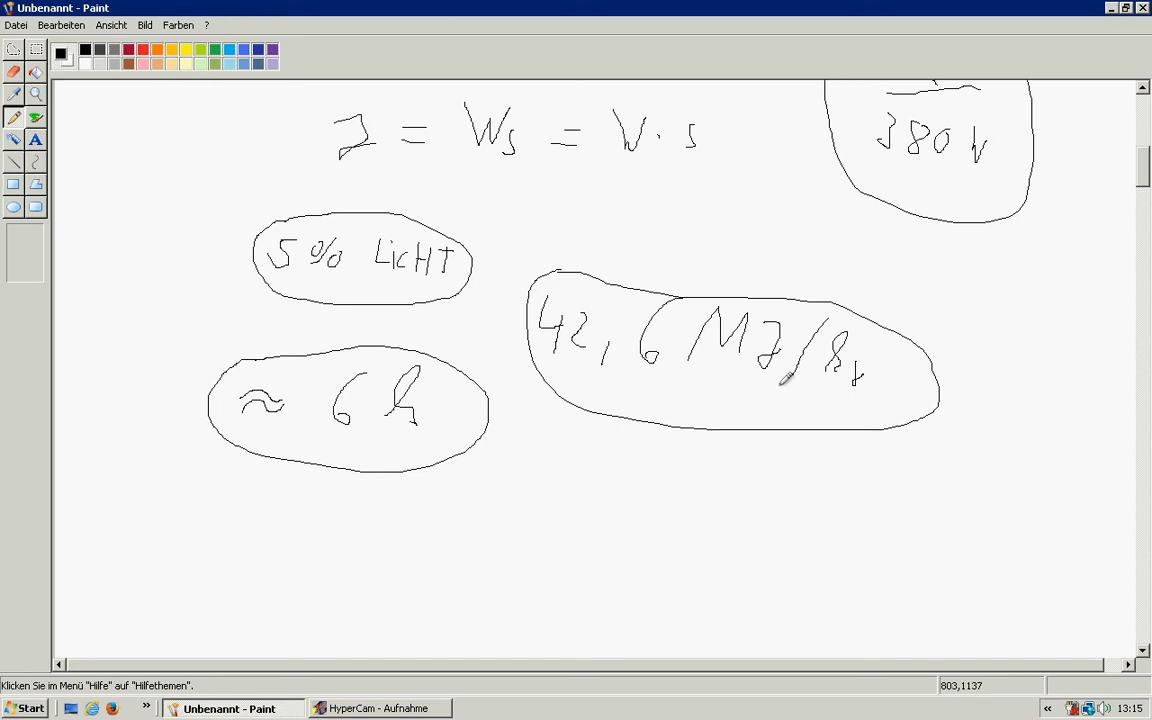 Unbenannt - Paint
Datei Bearbeiten Ansicht Bild Farben ?
J = Ws = V · s
380 V
5 % LicHT
42,6 MJ/kg
≈ 6 h
Klicken Sie im Menü "Hilfe" auf "Hilfethemen".
803,1137
Start
»
Unbenannt - Paint
HyperCam - Aufnahme
«
13:15